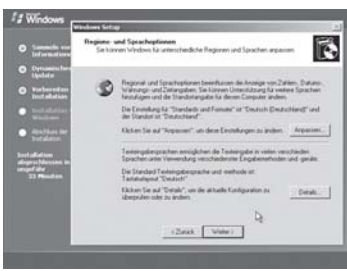 Windows
Sammeln von
Informationen
Dynamisches
Update
Vorbereiten
Installation
Installation
Windows
Abschluss der
Installation
Installation
abgeschlossen in
ungefähr
33 Minuten
Windows Setup
Regions- und Sprachoptionen
Sie können Windows für unterschiedliche Regionen und Sprachen anpassen.
Regional- und Sprachoptionen beeinflussen die Anzeige von Zahlen-, Datums-,
Währungs- und Zeitangaben. Sie können Unterstützung für weitere Sprachen
hinzufügen und die Standortangabe für deren Computer ändern.
Die Einstellung für "Standards und Formate" ist "Deutsch (Deutschland)" und
der Standort ist "Deutschland".
Klicken Sie auf "Anpassen", um diese Einstellungen zu ändern.
Anpassen...
Texteingabesprachen ermöglichen die Texteingabe in vielen verschieden
Sprachen unter Verwendung verschiedenster Eingabemethoden und -geräte.
Die Standard-Texteingabesprache und -methode ist:
Tastaturlayout "Deutsch"
Klicken Sie auf "Details", um die aktuelle Konfiguration zu
überprüfen oder zu ändern.
Details...
< Zurück
Weiter >